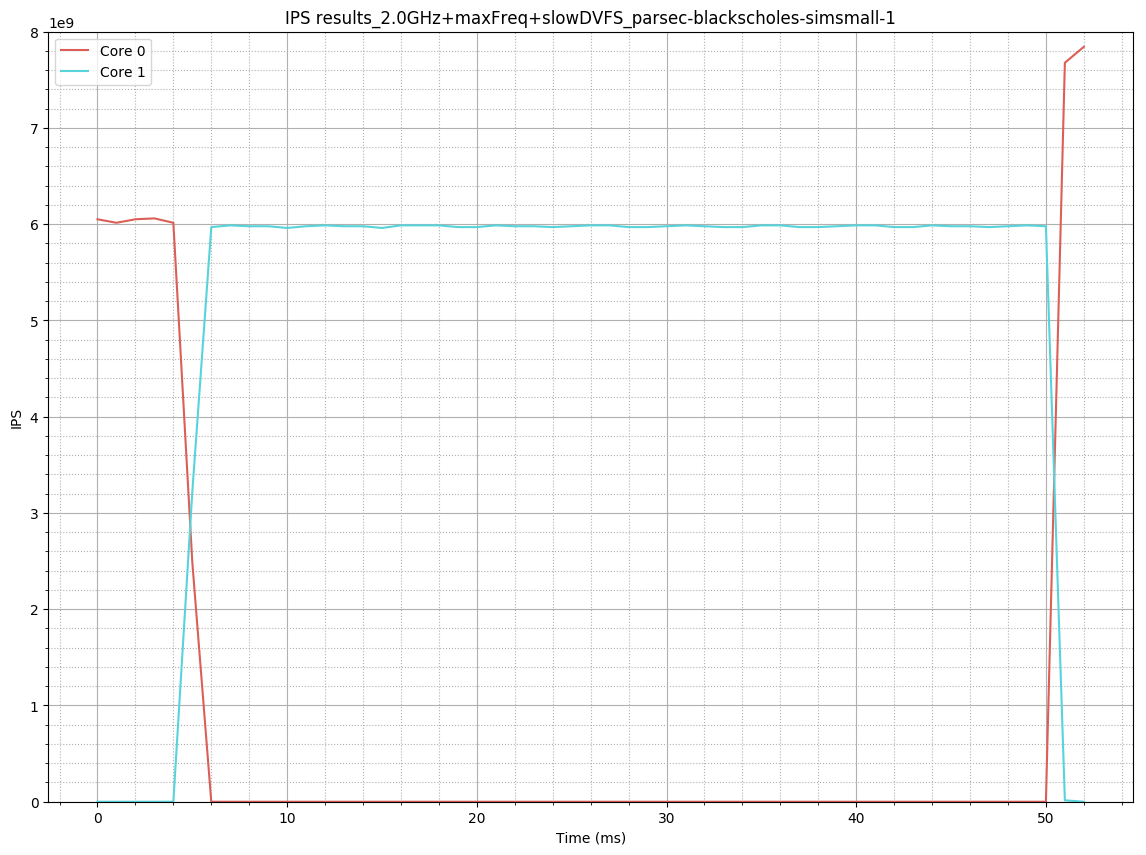 IPS results_2.0GHz+maxFreq+slowDVFS_parsec-blackscholes-simsmall-1
1e9
8
Core 0
Core 1
7
6
5
4
3
2
1
0
IPS
0 10 20 30 40 50
Time (ms)